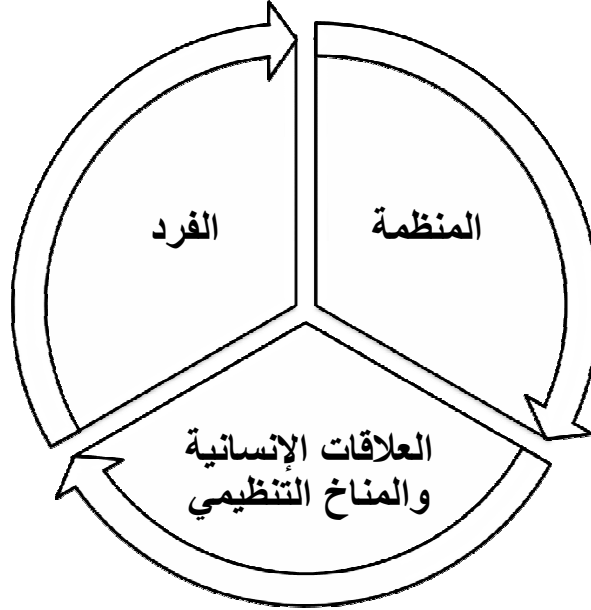 المنظمة
الفرد
العلاقات الإنسانية
والمناخ التنظيمي